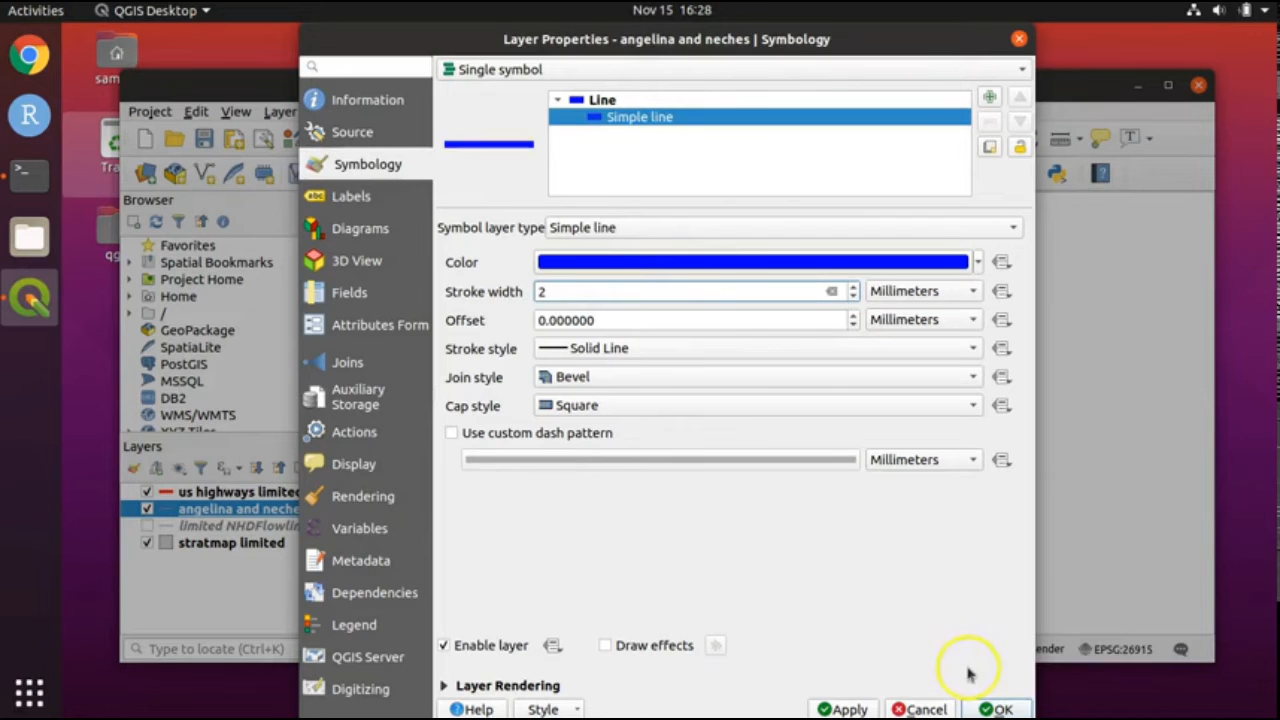 Activities QGIS Desktop Nov 15 16:28
Layer Properties - angelina and neches | Symbology
Single symbol
Information
Source
Symbology
Labels
Diagrams
3D View
Fields
Attributes Form
Joins
Auxiliary
Storage
Actions
Display
Rendering
Variables
Metadata
Dependencies
Legend
QGIS Server
Digitizing
Line
Simple line
Symbol layer type Simple line
Color
Stroke width 2 Millimeters
Offset 0.000000 Millimeters
Stroke style Solid Line
Join style Bevel
Cap style Square
Use custom dash pattern
Millimeters
Enable layer Draw effects
Layer Rendering
Help Style Apply Cancel OK
Project Edit View Layer
Browser
Favorites
Spatial Bookmarks
Project Home
Home
/
GeoPackage
SpatiaLite
PostGIS
MSSQL
DB2
WMS/WMTS
Layers
us highways limited
angelina and neche
limited NHDFlowlin
stratmap limited
Type to locate (Ctrl+K)
ender EPSG:26915
sam
Tra
qg